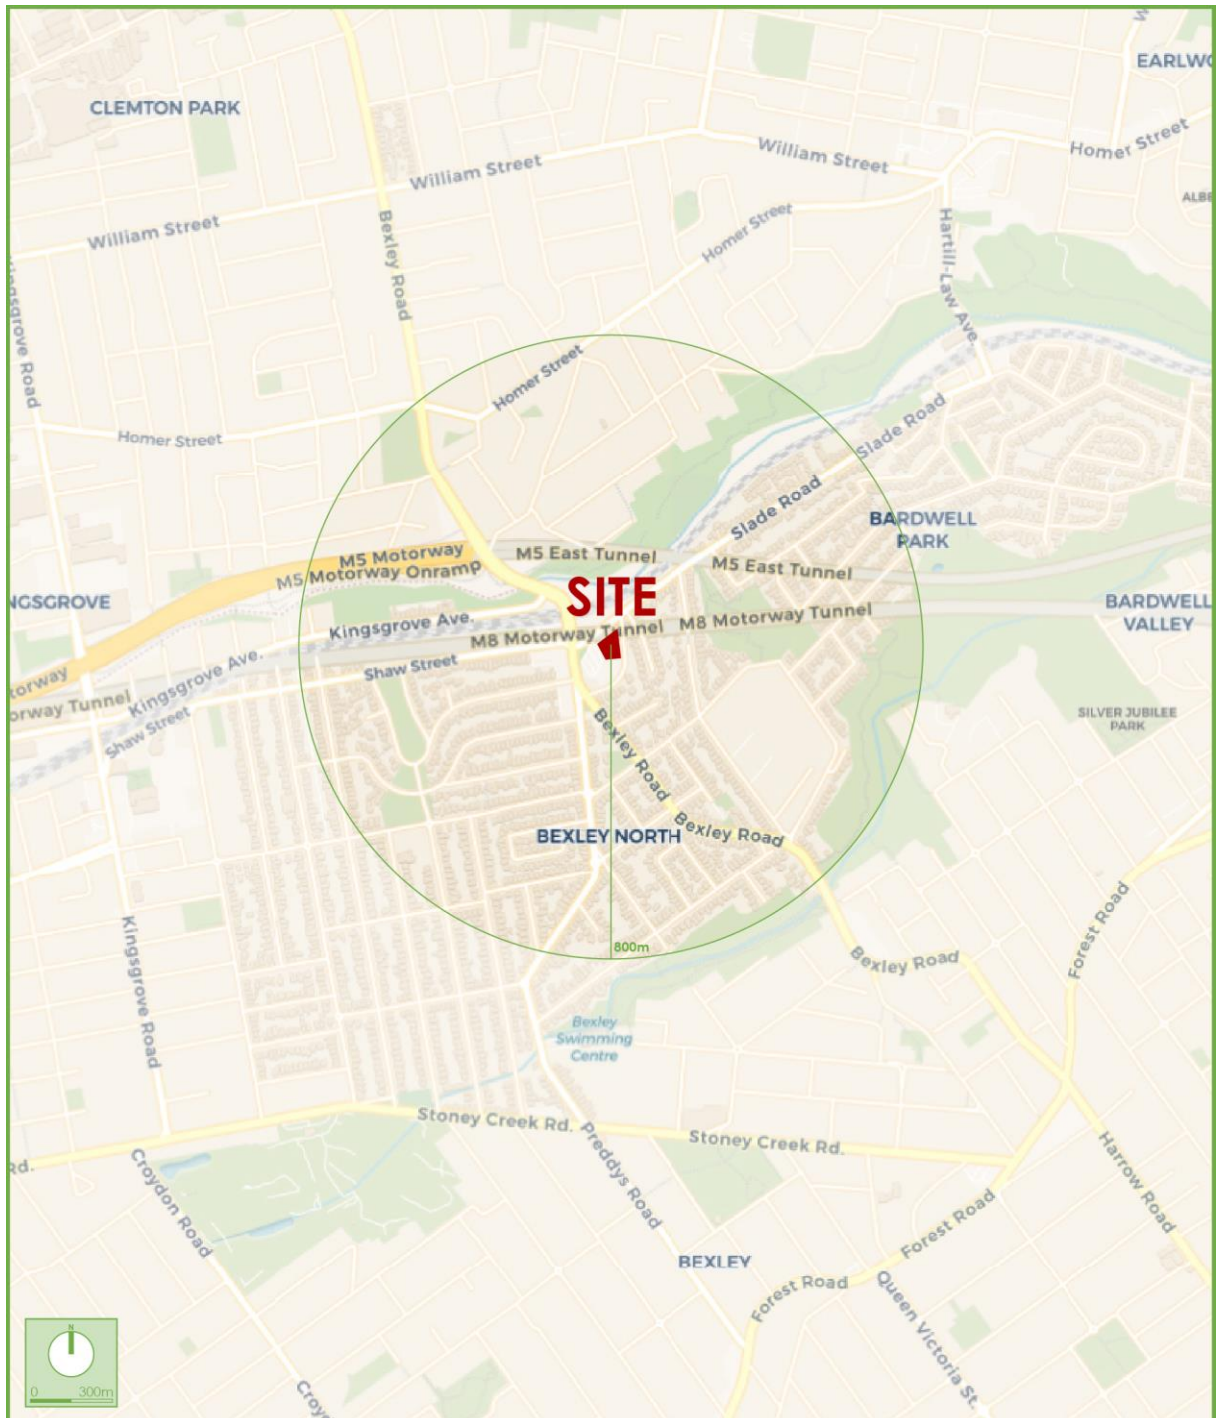 EARLWO
CLEMTON PARK
Homer Street
William Street
William Street
ALBE
William Street
Homer Street
Hartill-Law Ave.
Bexley Road
Kingsgrove Road
Homer Street
Slade Road
Homer Street
Slade Road
BARDWELL
PARK
M5 Motorway
M5 East Tunnel
M5 Motorway Onramp
M5 East Tunnel
SITE
NGSGROVE
BARDWELL
VALLEY
Kingsgrove Ave.
M8 Motorway Tunnel
M8 Motorway Tunnel
Shaw Street
Kingsgrove Ave.
otorway
orway Tunnel
Shaw Street
SILVER JUBILEE
PARK
Bexley Road
Bexley Road
BEXLEY NORTH
Forest Road
800m
Bexley Road
Kingsgrove Road
Bexley
Swimming
Centre
Stoney Creek Rd.
Stoney Creek Rd.
Rd.
Preddys Road
Harrow Road
Croydon Road
Forest Road
BEXLEY
Forest Road
Queen Victoria St.
N
0 300m
Croy